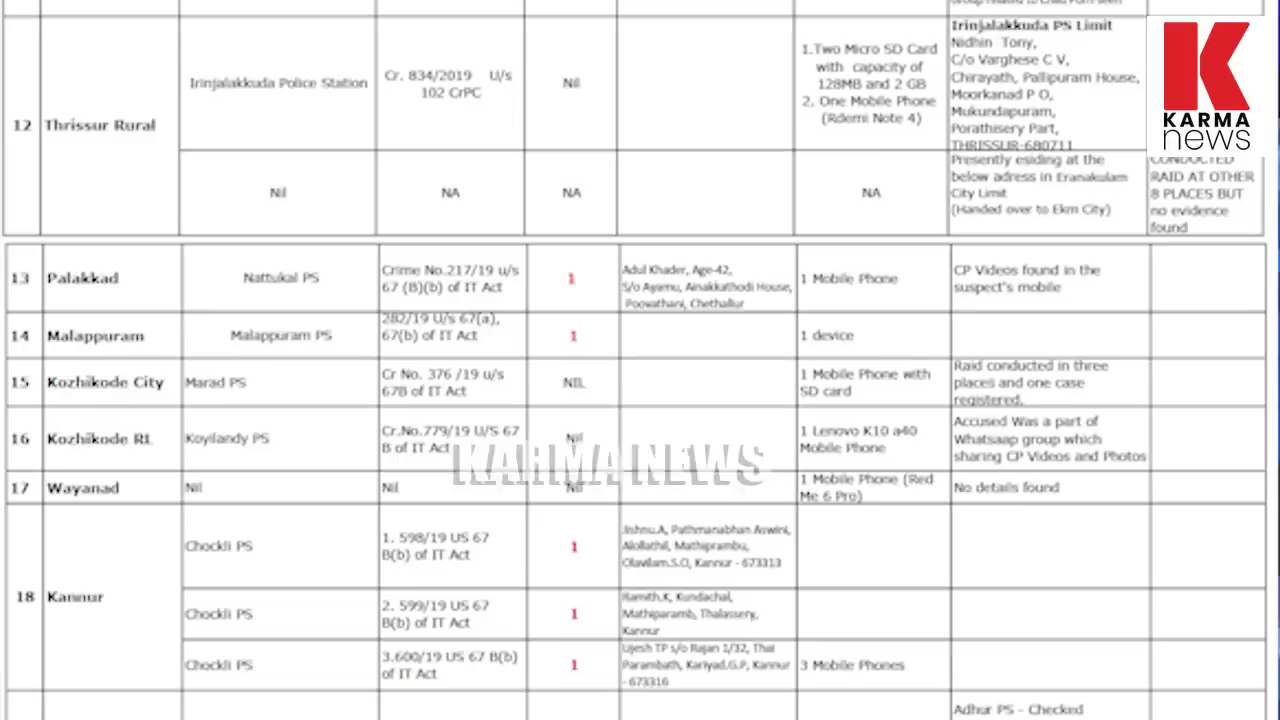 Group related to Child Porn seen
12
Thrissur Rural
Irinjalakkuda Police Station
Cr. 834/2019 U/s
102 CrPC
Nil
1.Two Micro SD Card
with capacity of
128MB and 2 GB
2. One Mobile Phone
(Rdemi Note 4)
Irinjalakkuda PS Limit
Nidhin Tony,
C/o Varghese C V,
Chirayath, Pallipuram House,
Moorkanad P O,
Mukundapuram,
Porathisery Part,
THRISSUR-680711
KARMA
news
Nil
NA
NA
NA
Presently esiding at the
below adress in Eranakulam
City Limit
(Handed over to Ekm City)
CONDUCTED
RAID AT OTHER
8 PLACES BUT
no evidence
found
13
Palakkad
Nattukal PS
Crime No.217/19 u/s
67 (B)(b) of IT Act
1
Adul Khader, Age-42,
S/o Ayamu, Ainakkathodi House,
Poovathani, Chethallur
1 Mobile Phone
CP Videos found in the
suspect's mobile
14
Malappuram
Malappuram PS
282/19 U/s 67(a),
67(b) of IT Act
1
1 device
15
Kozhikode City
Marad PS
Cr No. 376 /19 u/s
67B of IT Act
NIL
1 Mobile Phone with
SD card
Raid conducted in three
places and one case
registered.
16
Kozhikode RL
Koyilandy PS
Cr.No.779/19 U/S 67
B of IT Act
Nil
1 Lenovo K10 a40
Mobile Phone
Accused Was a part of
Whatsaap group which
sharing CP Videos and Photos
KARMA NEWS
17
Wayanad
Nil
Nil
Nil
1 Mobile Phone (Red
Me 6 Pro)
No details found
18
Kannur
Chockli PS
1. 598/19 US 67
B(b) of IT Act
1
Jishnu.A, Pathmanabhan Aswini,
Alollathil, Mathiprambu,
Olavilam.S.O, Kannur - 673313
Chockli PS
2. 599/19 US 67
B(b) of IT Act
1
Ramith.K, Kundachal,
Mathiparamb, Thalassery,
Kannur
Chockli PS
3.600/19 US 67 B(b)
of IT Act
1
Lijesh TP s/o Rajan 1/32, Thai
Parambath, Kariyad.G.P, Kannur
- 673316
3 Mobile Phones
Adhur PS - Checked